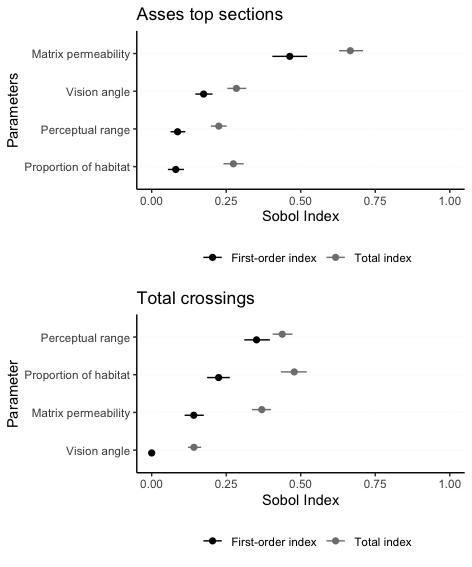 Asses top sections
Parameters
Matrix permeability
Vision angle
Perceptual range
Proportion of habitat
0.00 0.25 0.50 0.75 1.00
Sobol Index
First-order index Total index
Total crossings
Parameter
Perceptual range
Proportion of habitat
Matrix permeability
Vision angle
0.00 0.25 0.50 0.75 1.00
Sobol Index
First-order index Total index